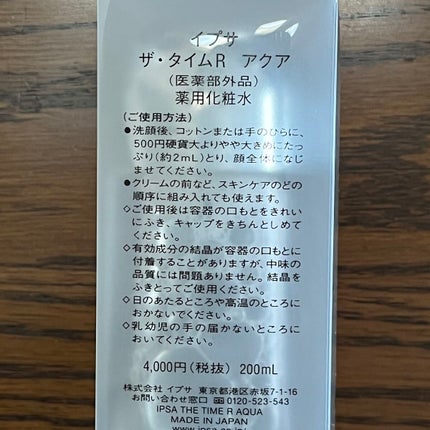 イプサ
ザ・タイムR アクア
(医薬部外品)
薬用化粧水
(ご使用方法)
●洗顔後、コットンまたは手のひらに、
500円硬貨大よりやや大きめにたっ
ぷり(約2mL)とり、顔全体になじ
ませてください。
●クリームの前など、スキンケアのどの
順序に組み入れても使えます。
◇ご使用後は容器の口もとをきれい
にふき、キャップをきちんとしめて
ください。
◇有効成分の結晶が容器の口もとに
付着することがありますが、中味の
品質には問題ありません。結晶を
ふきとってご使用ください。
◇日のあたるところや高温のところに
おかないでください。
◇乳幼児の手の届かないところに
おいてください。
4,000円(税抜) 200mL
株式会社 イプサ 東京都港区赤坂7-1-16
お問い合わせ窓口 0120-523-543
IPSA THE TIME R AQUA
MADE IN JAPAN